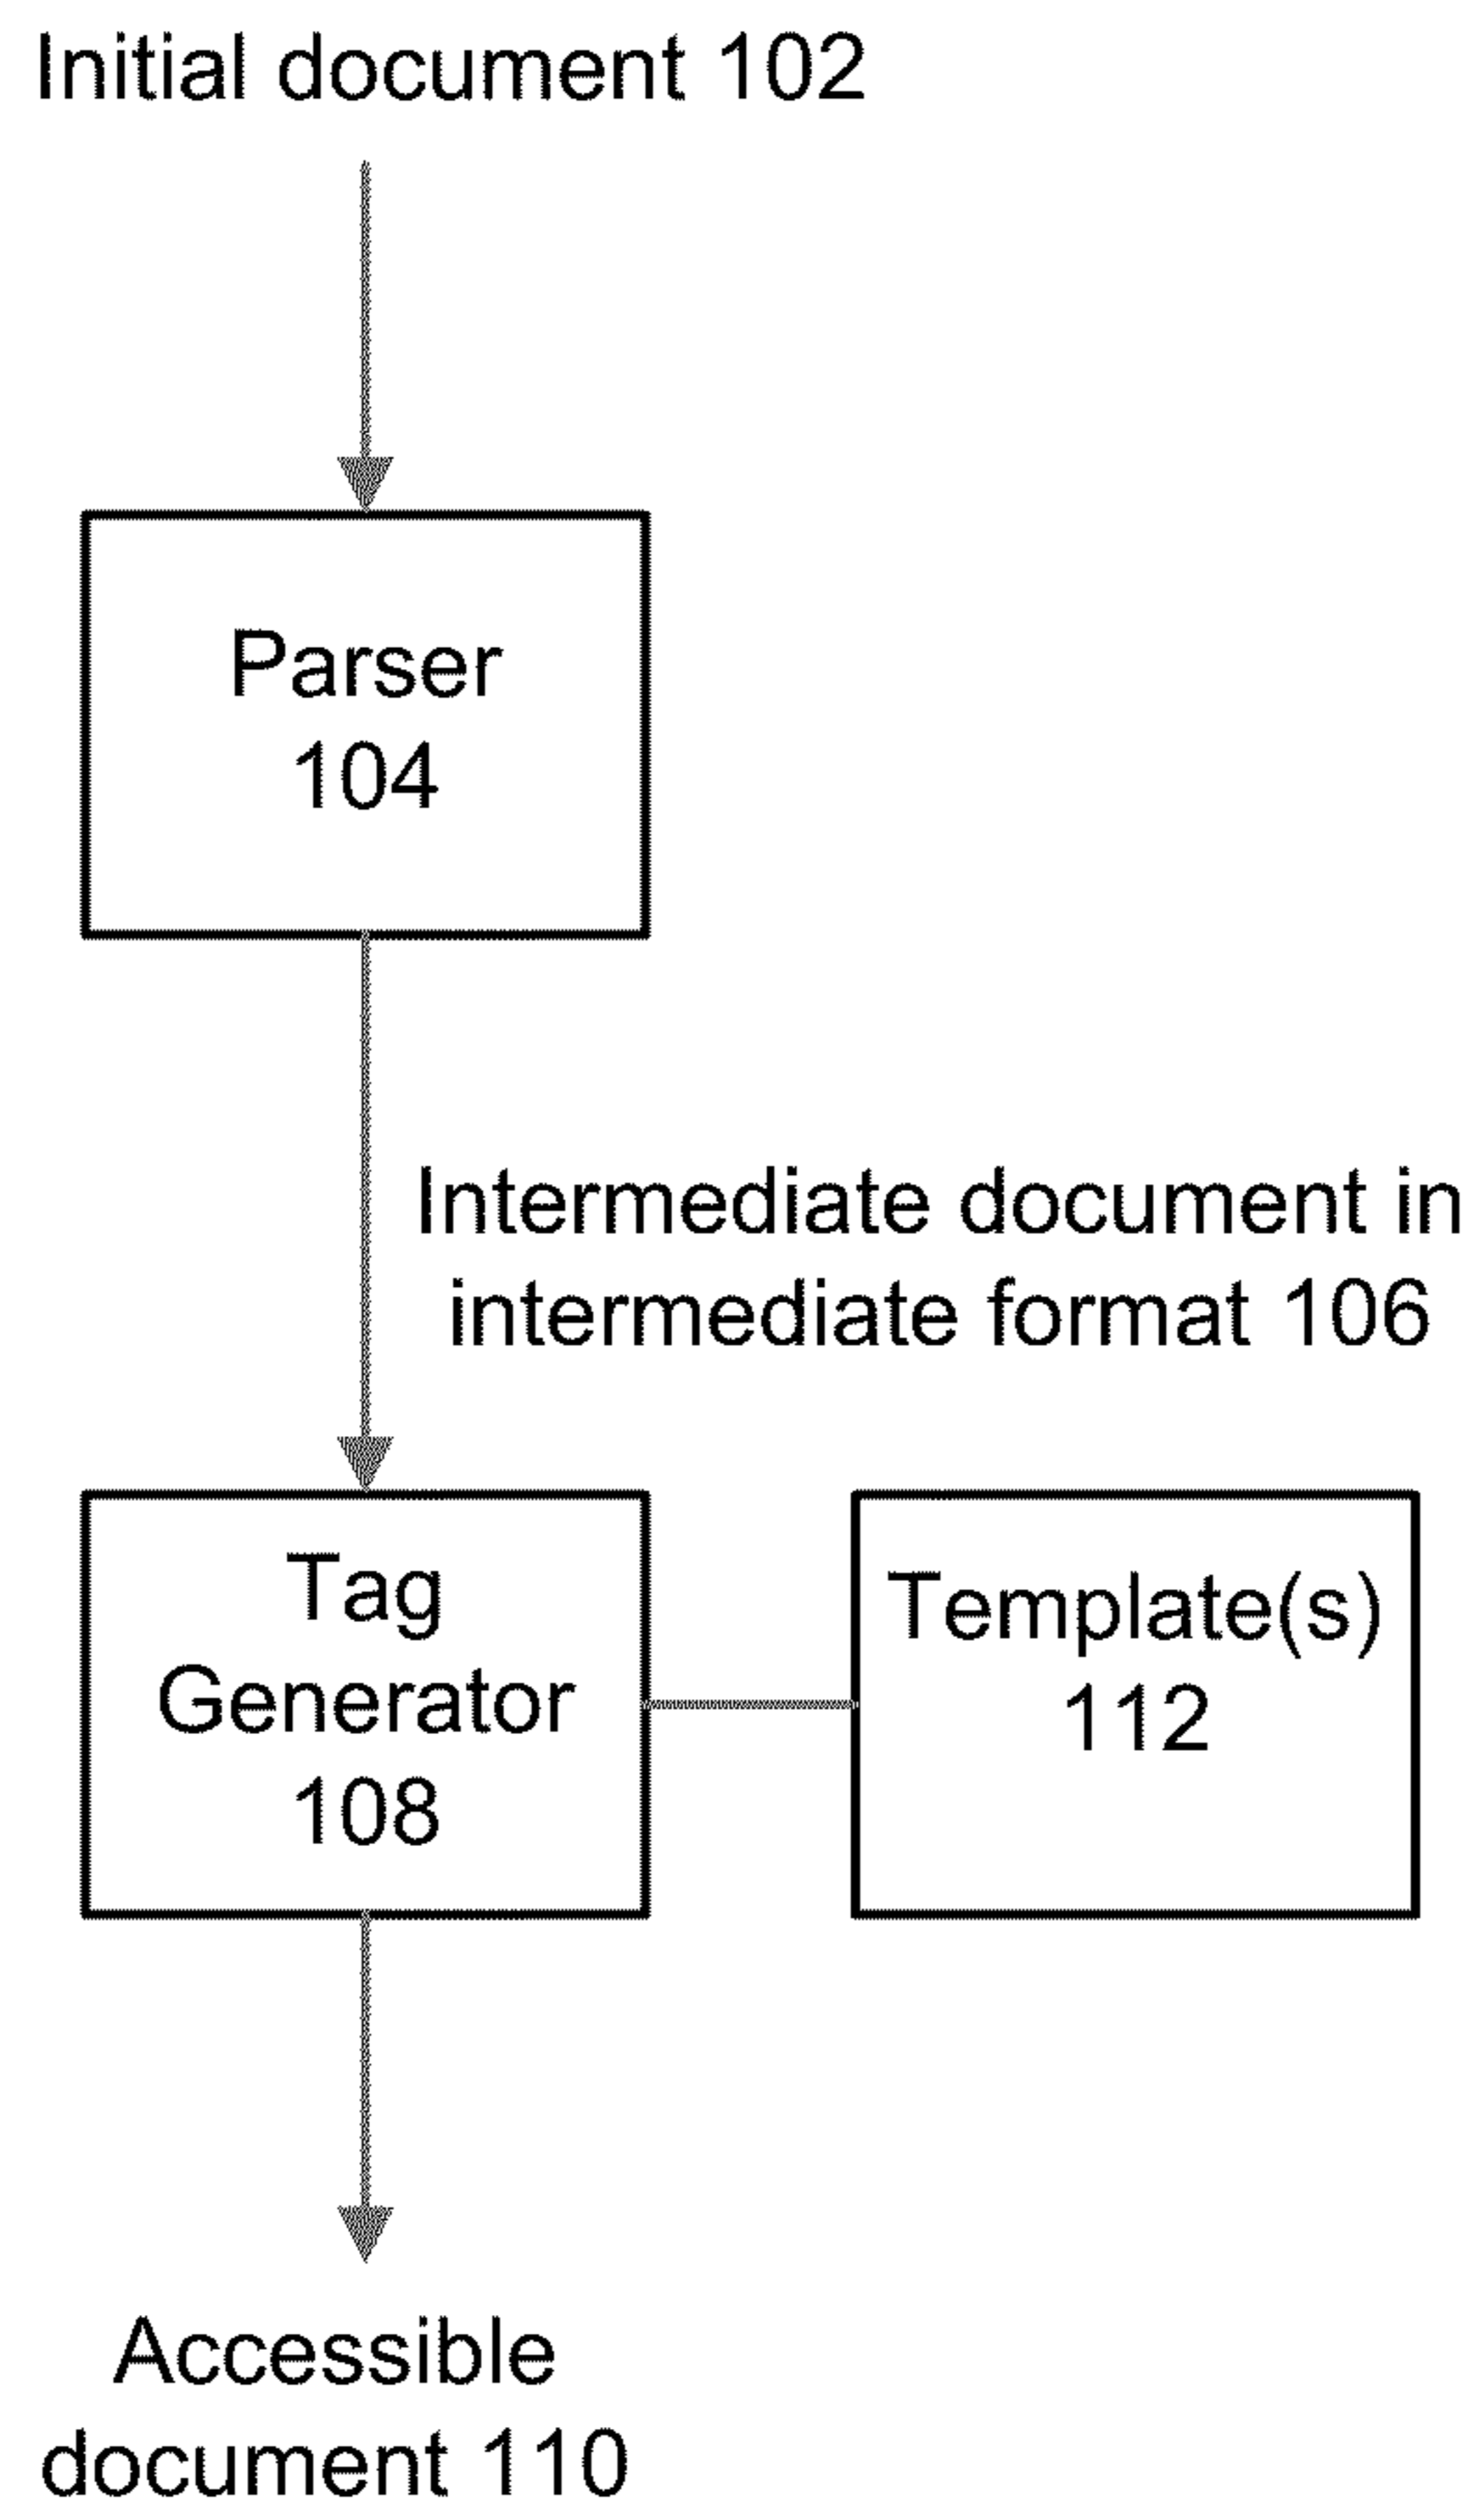 Initial document 102
Parser
104
Intermediate document in
intermediate format 106
Tag
Generator
108
Template(s)
112
Accessible
document 110